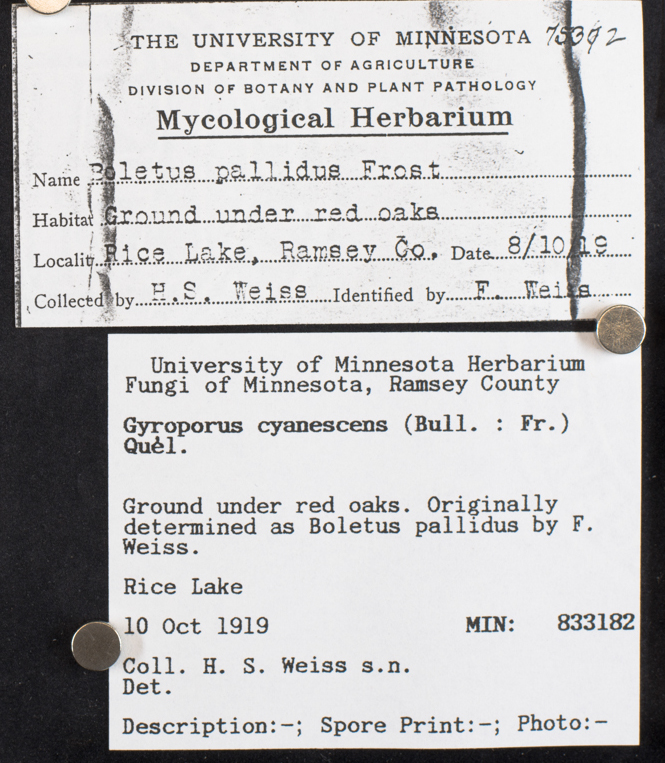 THE UNIVERSITY OF MINNESOTA 75392
DEPARTMENT OF AGRICULTURE
DIVISION OF BOTANY AND PLANT PATHOLOGY
Mycological Herbarium
Name Boletus pallidus Frost
Habitat Ground under red oaks
Locality Rice Lake, Ramsey Co. Date 8/10/19
Collected by H.S. Weiss Identified by F. Weiss
University of Minnesota Herbarium
Fungi of Minnesota, Ramsey County
Gyroporus cyanescens (Bull. : Fr.)
Quél.
Ground under red oaks. Originally
determined as Boletus pallidus by F.
Weiss.
Rice Lake
10 Oct 1919 MIN: 833182
Coll. H. S. Weiss s.n.
Det.
Description:-; Spore Print:-; Photo:-